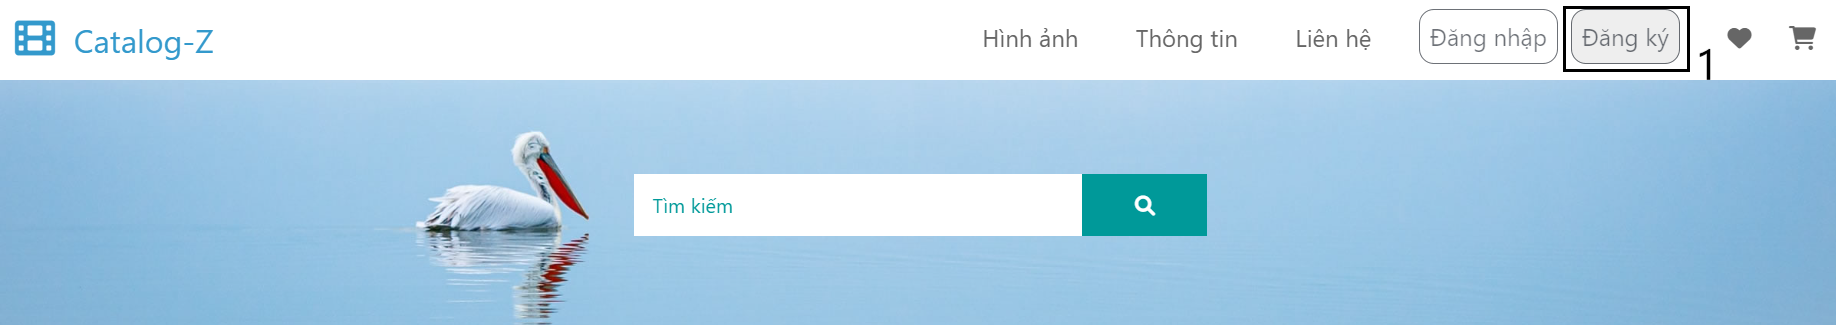 Catalog-Z Hình ảnh Thông tin Liên hệ Đăng nhập Đăng ký 1
Tìm kiếm